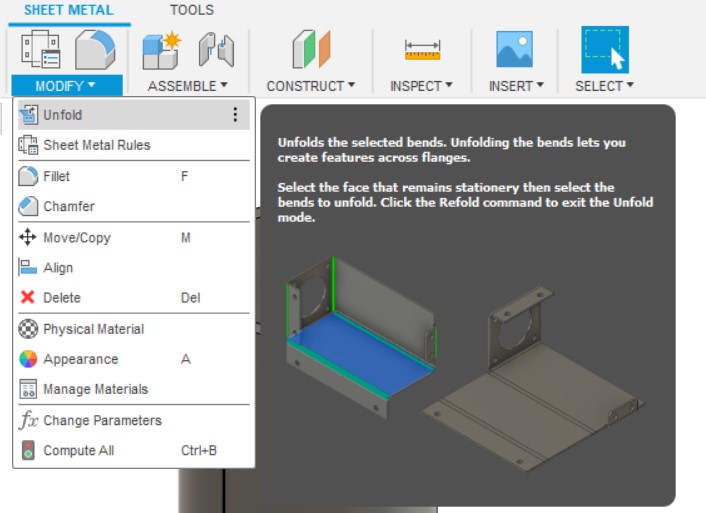 SHEET METAL
TOOLS
MODIFY
ASSEMBLE
CONSTRUCT
INSPECT
INSERT
SELECT
Unfold
Sheet Metal Rules
Fillet F
Chamfer
Move/Copy M
Align
Delete Del
Physical Material
Appearance A
Manage Materials
fx Change Parameters
Compute All Ctrl+B
Unfolds the selected bends. Unfolding the bends lets you
create features across flanges.
Select the face that remains stationery then select the
bends to unfold. Click the Refold command to exit the Unfold
mode.